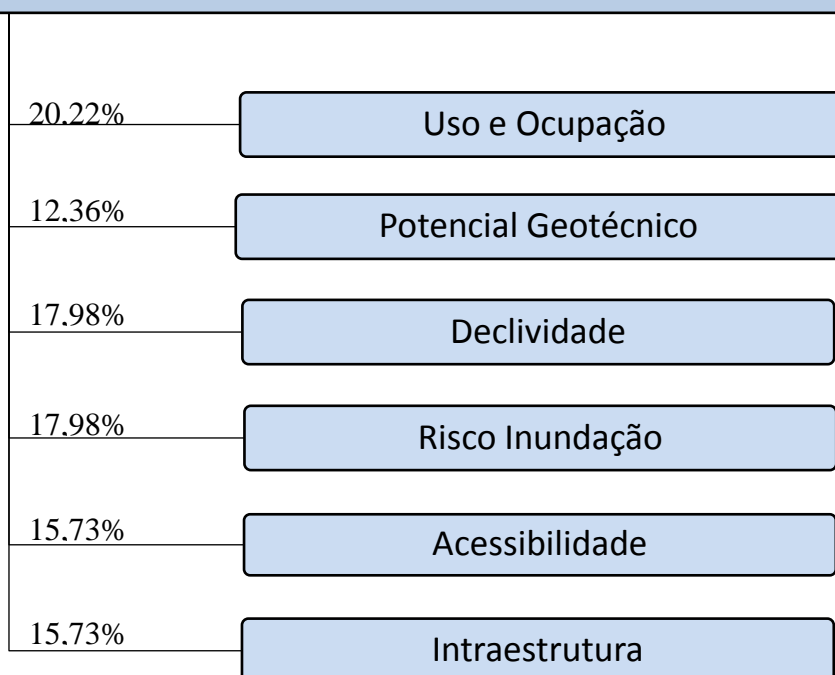 20,22%
Uso e Ocupação
12,36%
Potencial Geotécnico
17,98%
Declividade
17,98%
Risco Inundação
15,73%
Acessibilidade
15,73%
Intraestrutura